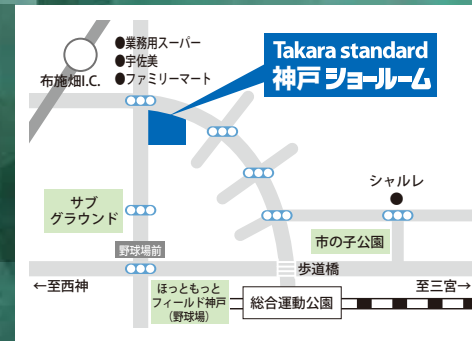 ●業務用スーパー
●宇佐美
●ファミリーマート
布施畑I.C.
Takara standard
神戸ショールーム
シャルレ
サブ
グラウンド
市の子公園
野球場前
歩道橋
←至西神
ほっともっと
フィールド神戸
（野球場）
総合運動公園
至三宮→